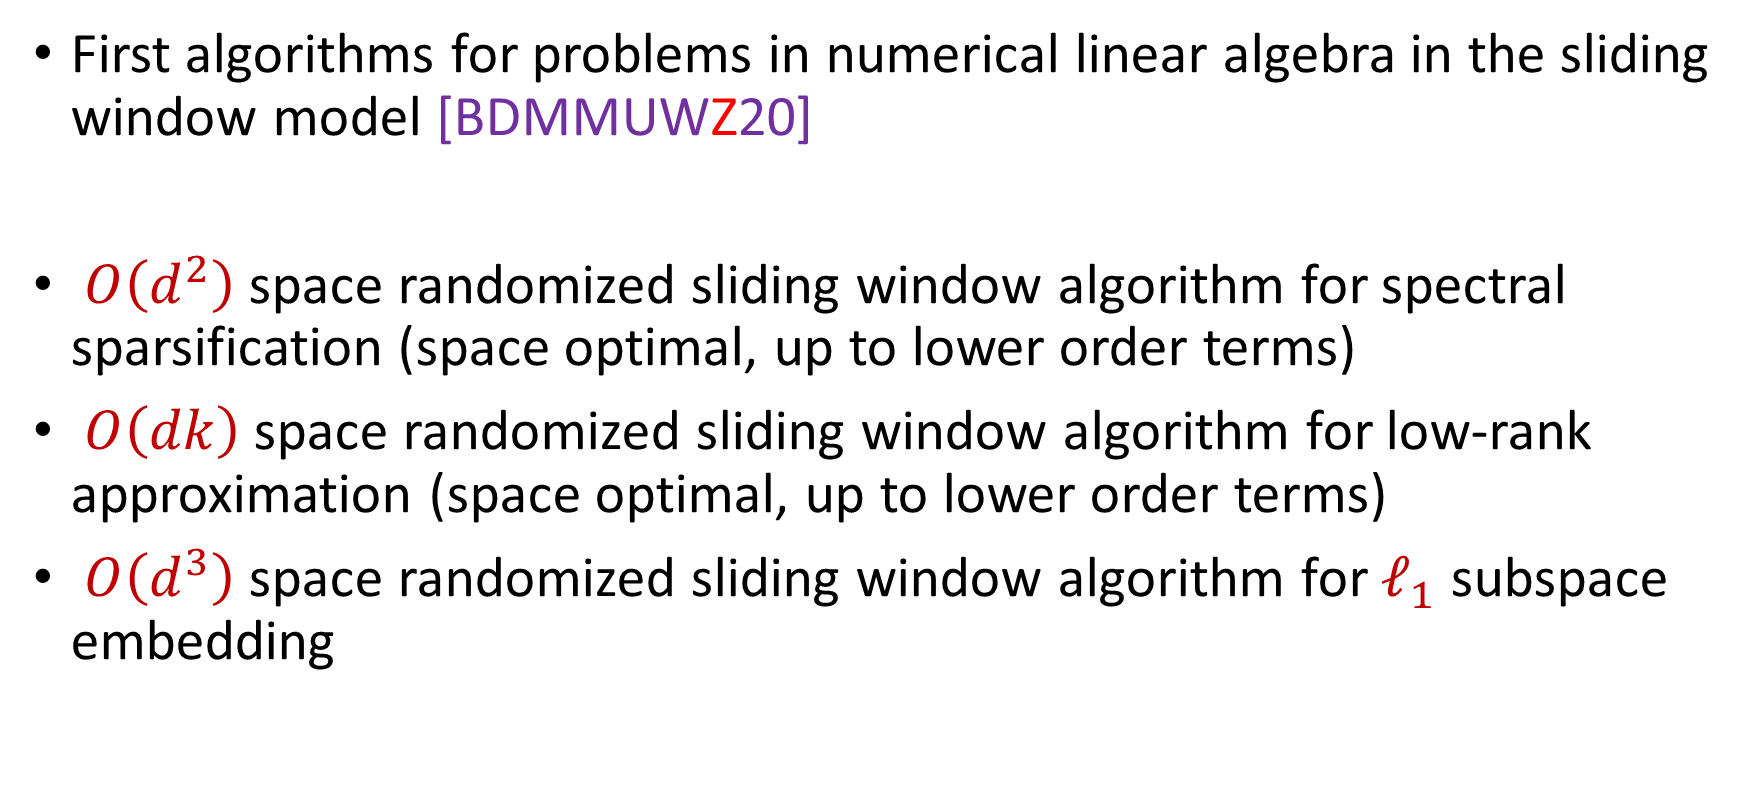 • First algorithms for problems in numerical linear algebra in the sliding
window model [BDMMUWZ20]
• O(d²) space randomized sliding window algorithm for spectral
sparsification (space optimal, up to lower order terms)
• O(dk) space randomized sliding window algorithm for low-rank
approximation (space optimal, up to lower order terms)
• O(d³) space randomized sliding window algorithm for ℓ₁ subspace
embedding